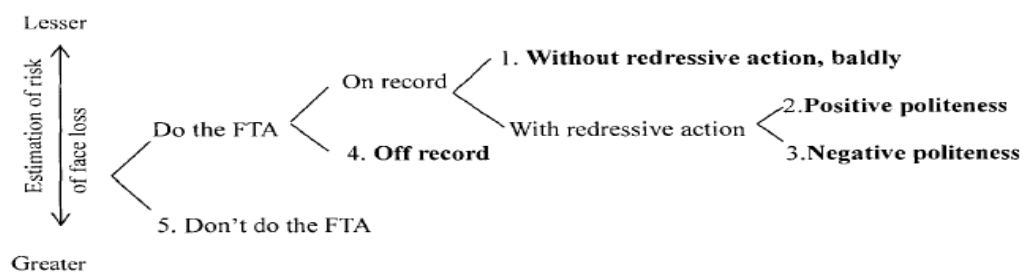 Lesser
Estimation of risk
of face loss
Greater
1. Without redressive action, baldly
On record
2.Positive politeness
Do the FTA
With redressive action
4. Off record
3.Negative politeness
5. Don't do the FTA